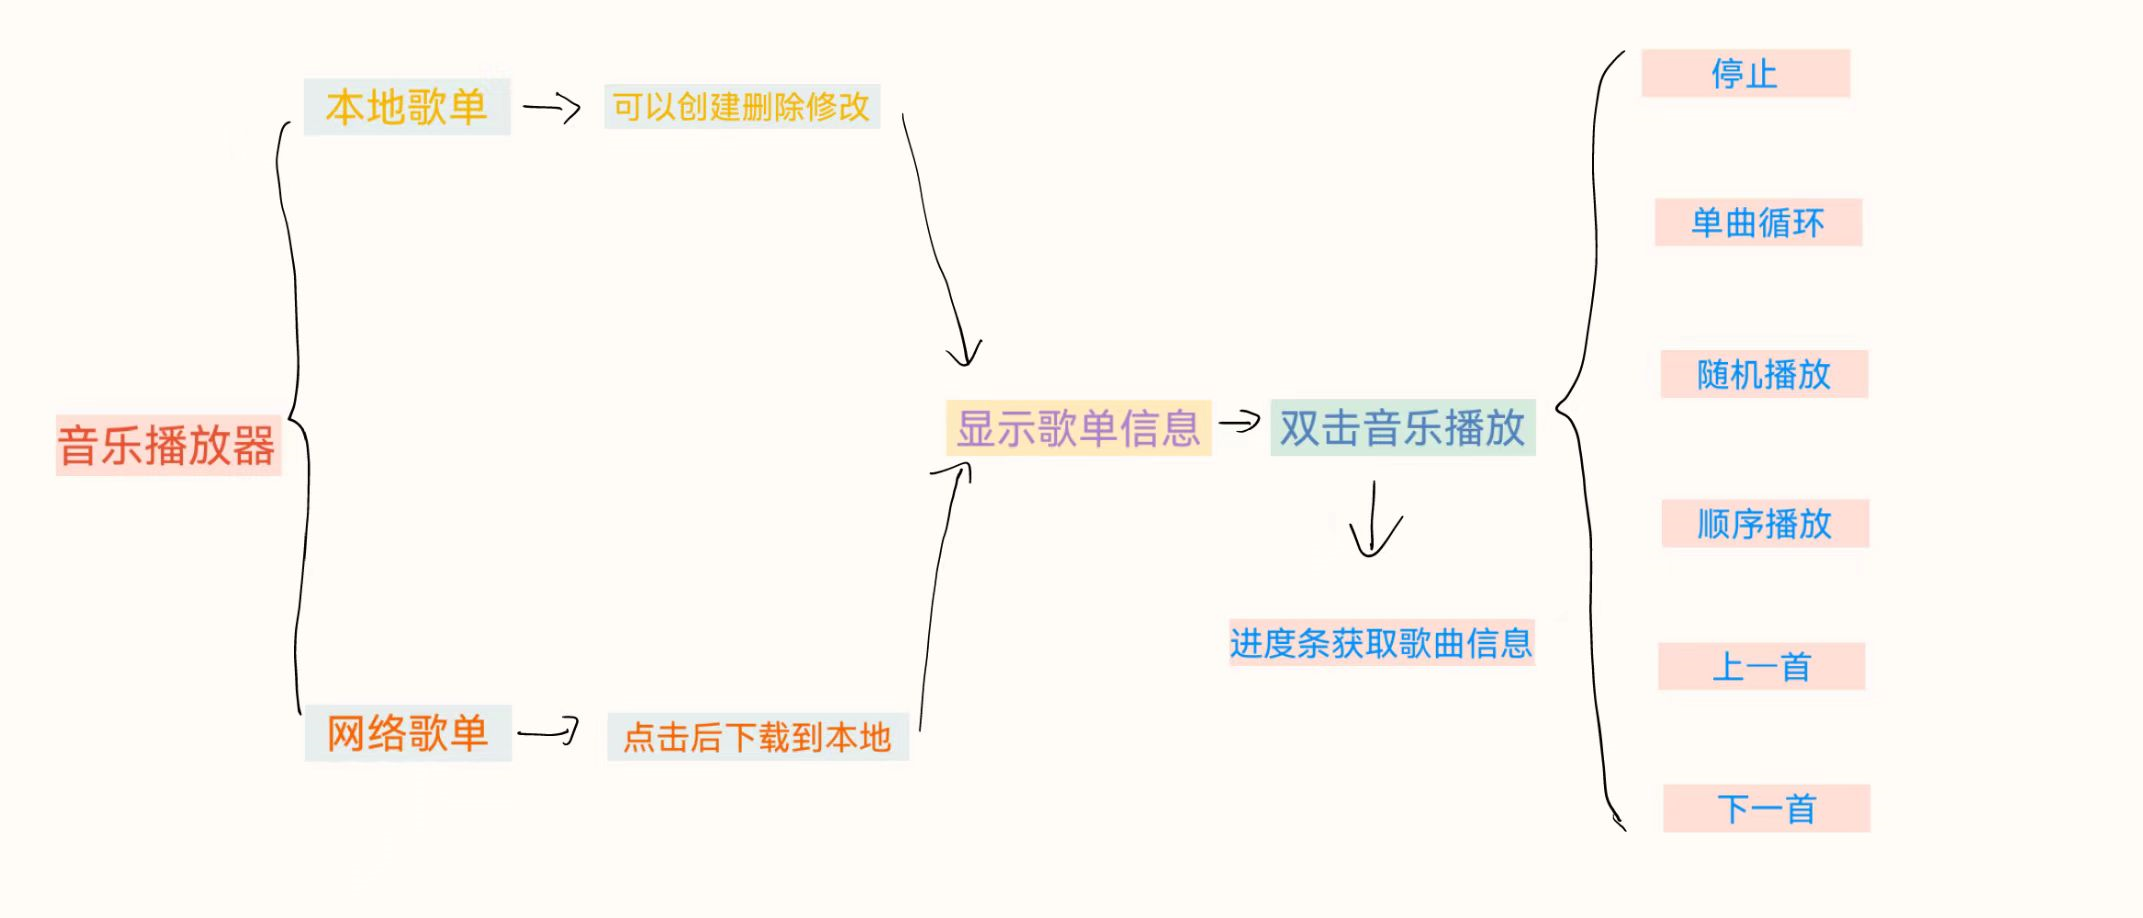 音乐播放器
本地歌单
可以创建删除修改
网络歌单
点击后下载到本地
显示歌单信息
双击音乐播放
进度条获取歌曲信息
停止
单曲循环
随机播放
顺序播放
上一首
下一首